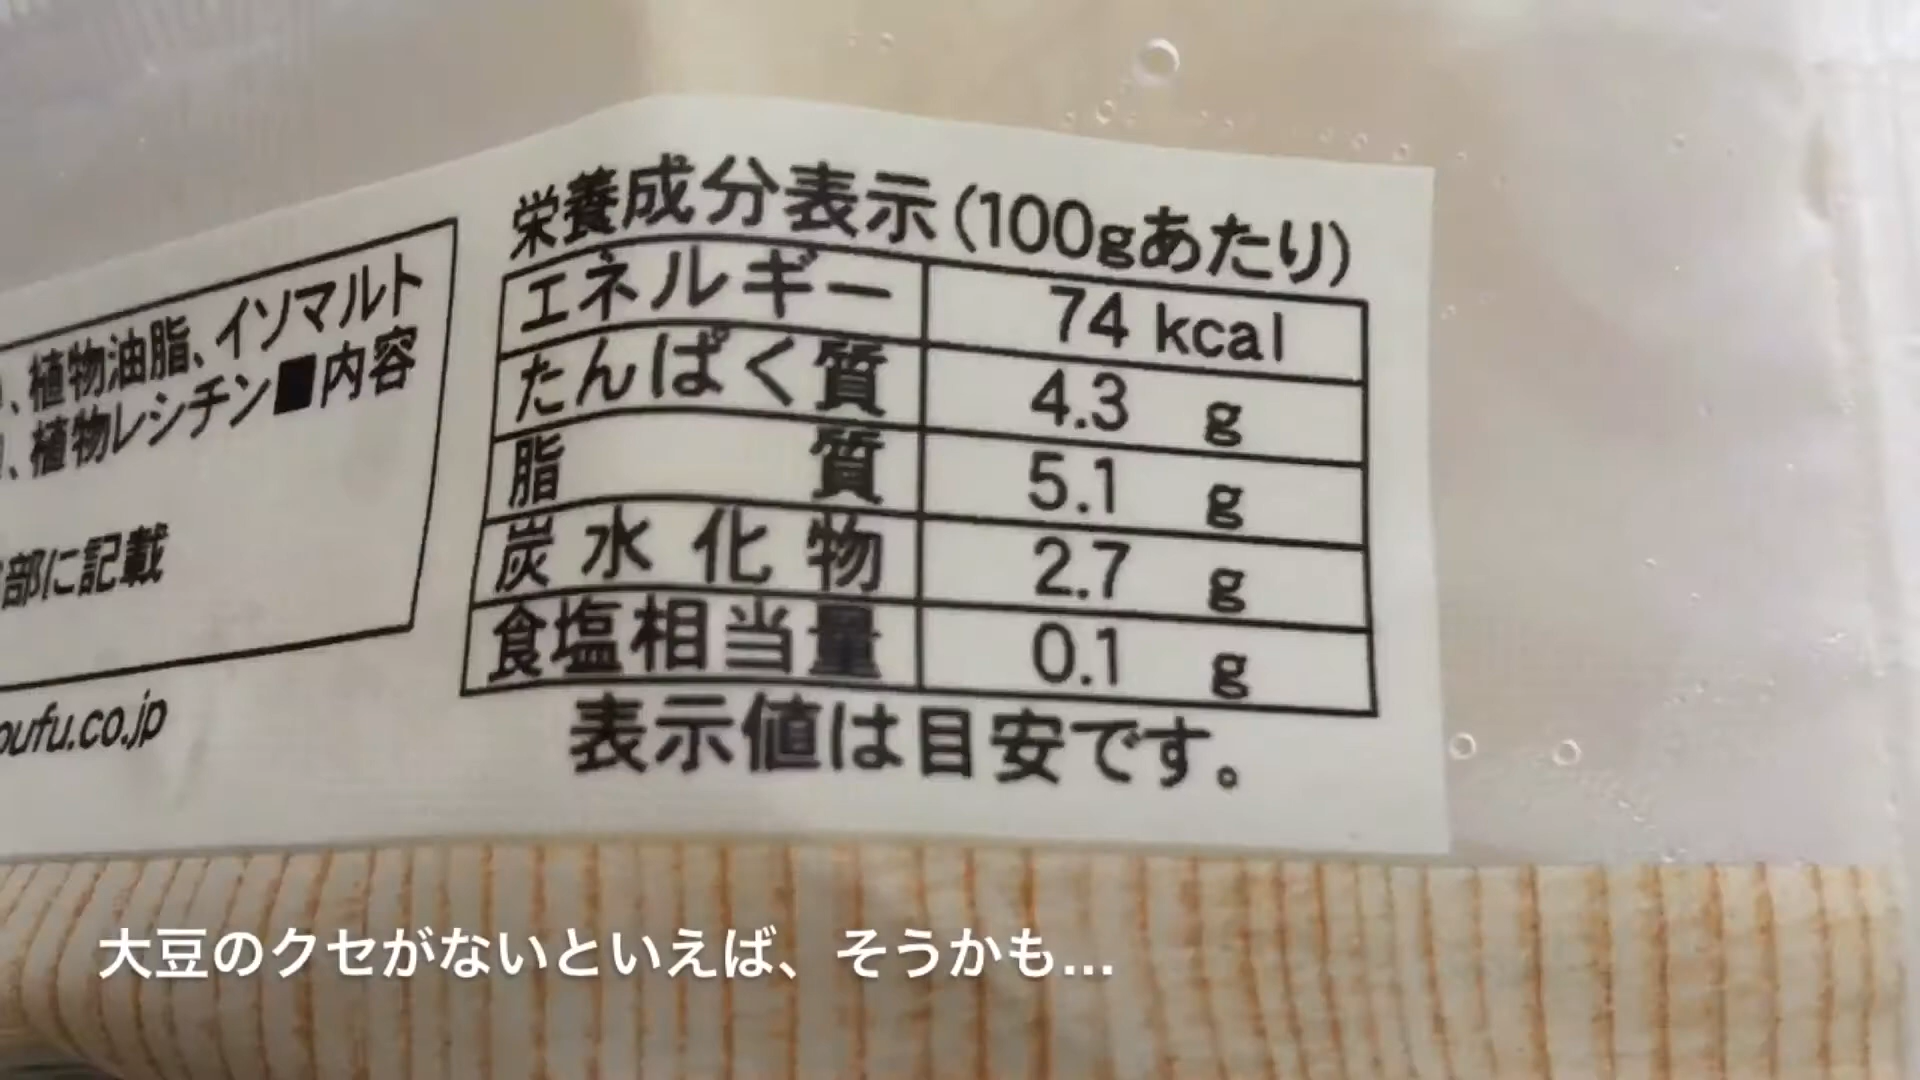 、植物油脂、イソマルト
、植物レシチン■内容
部に記載
oufu.co.jp
栄養成分表示(100gあたり)
エネルギー 74 kcal
たんぱく質 4.3 g
脂質 5.1 g
炭水化物 2.7 g
食塩相当量 0.1 g
表示値は目安です。
大豆のクセがないといえば、そうかも...